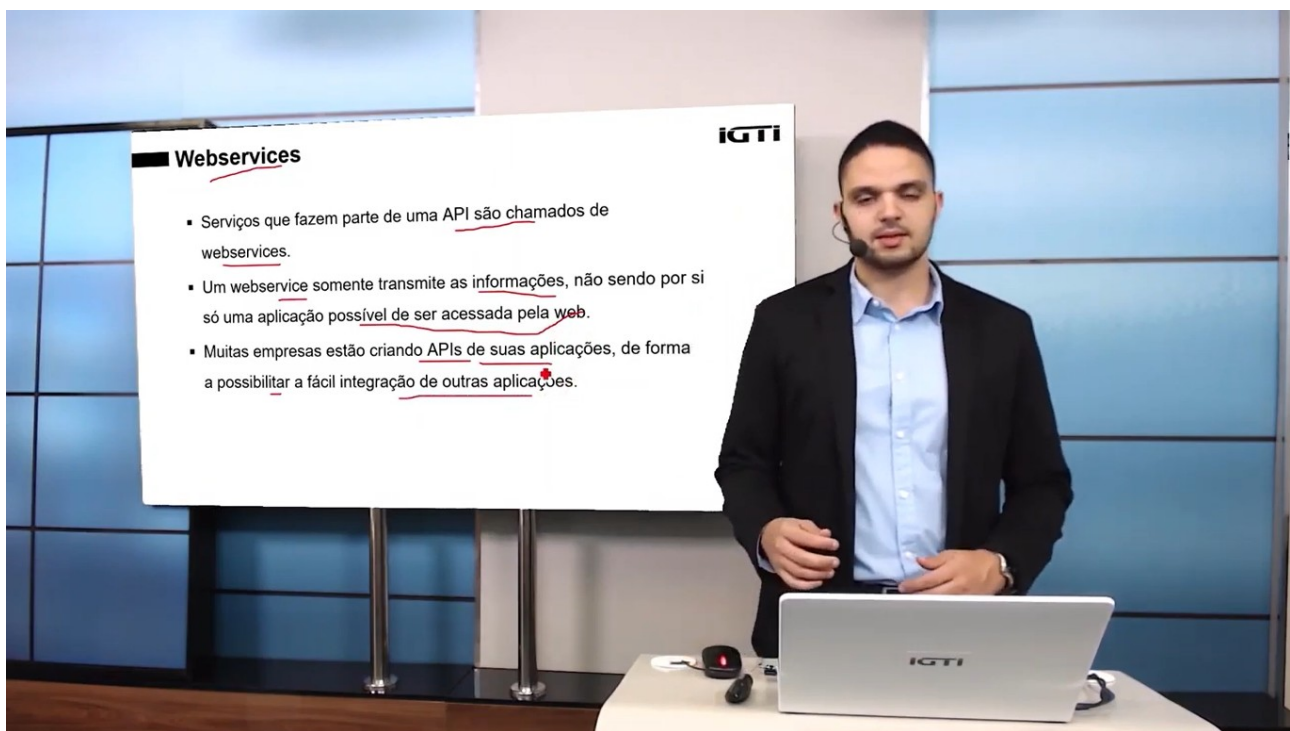 iGTi
Webservices
▪ Serviços que fazem parte de uma API são chamados de
webservices.
▪ Um webservice somente transmite as informações, não sendo por si
só uma aplicação possível de ser acessada pela web.
▪ Muitas empresas estão criando APIs de suas aplicações, de forma
a possibilitar a fácil integração de outras aplicações.
iGTi